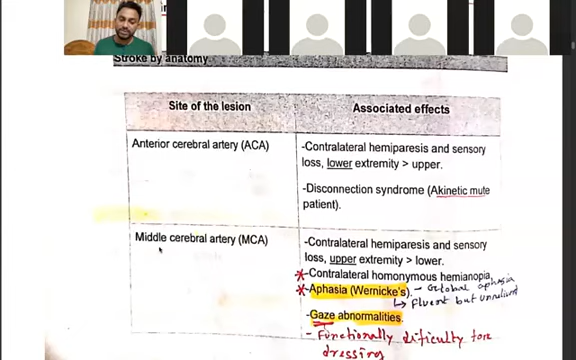 Stroke by anatomy
Site of the lesion
Associated effects
Anterior cerebral artery (ACA)
-Contralateral hemiparesis and sensory
loss, lower extremity > upper.
-Disconnection syndrome (Akinetic mute
patient).
Middle cerebral artery (MCA)
-Contralateral hemiparesis and sensory
loss, upper extremity > lower.
*-Contralateral homonymous hemianopia,
*-Aphasia (Wernicke's). - Global aphasia
↳ fluent but
-Gaze abnormalities.
- Functionally dificulty for
dressing